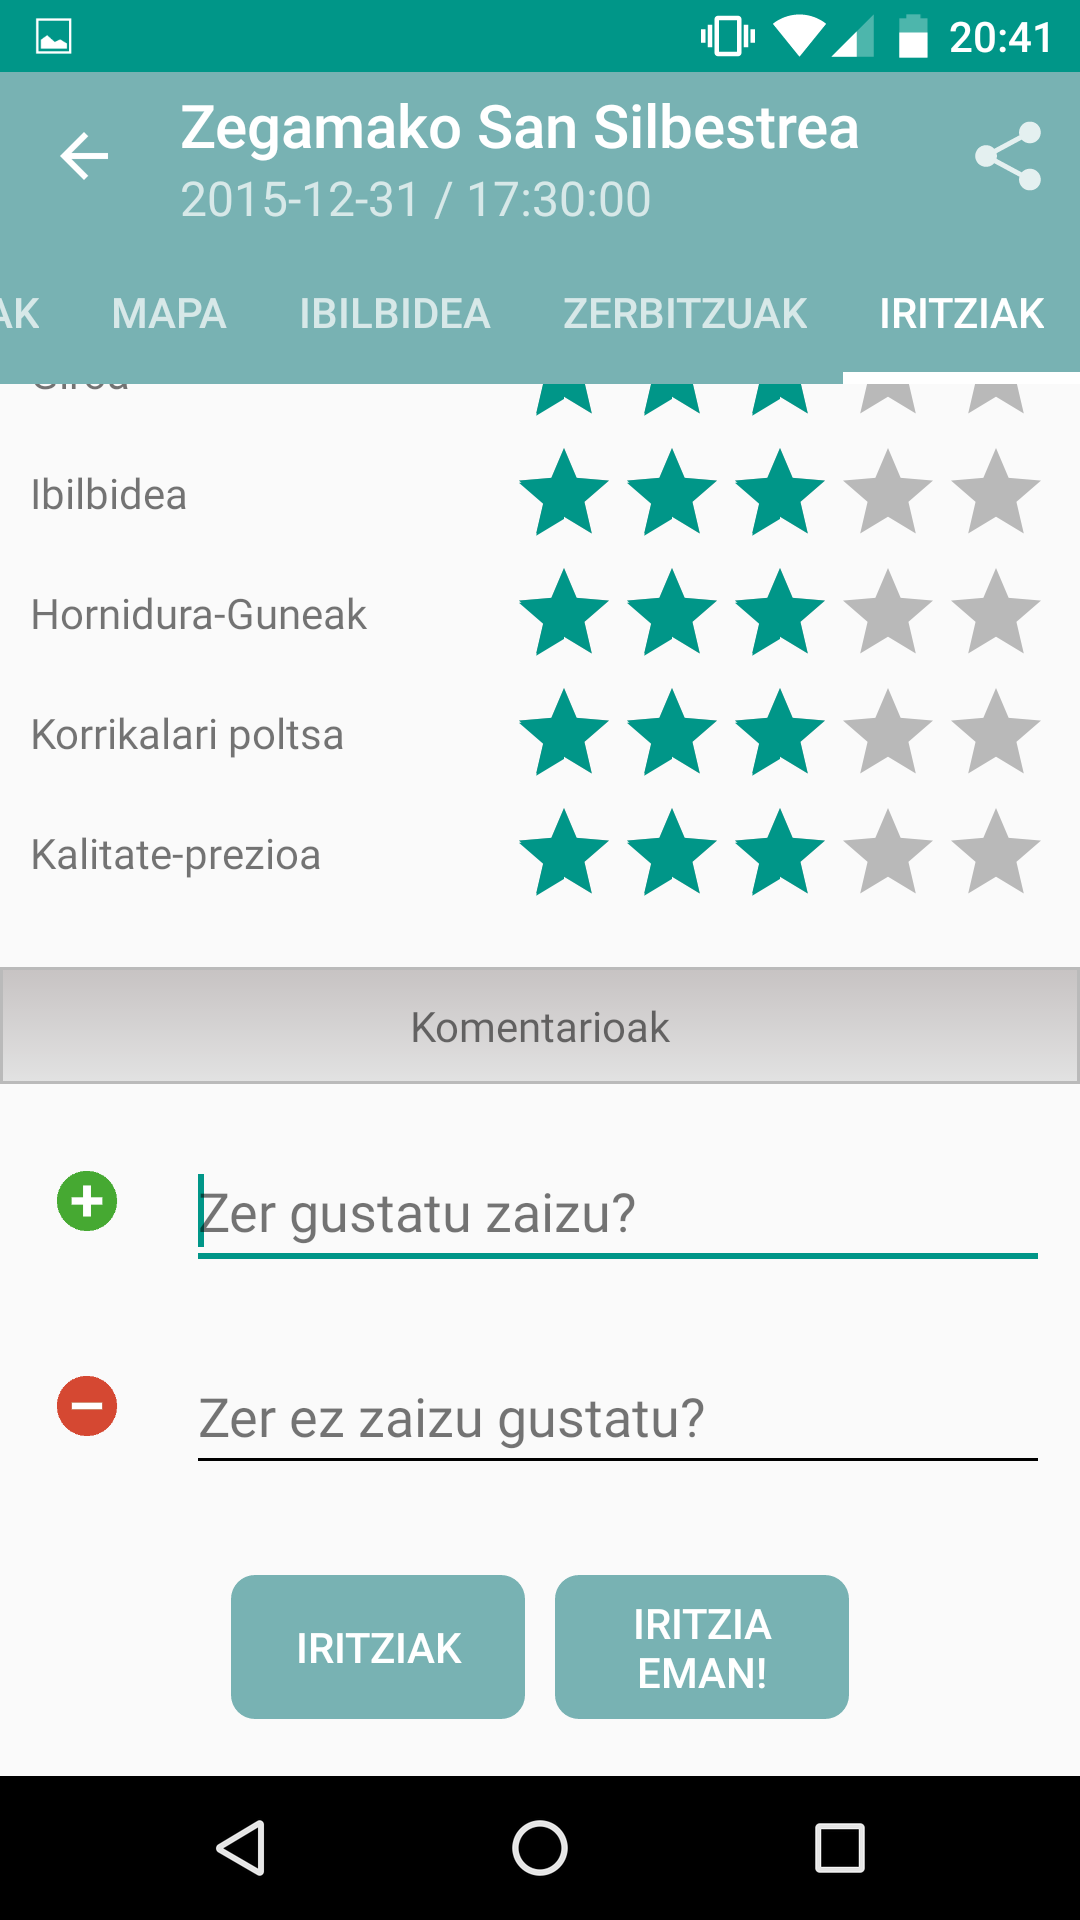 20:41
Zegamako San Silbestrea
2015-12-31 / 17:30:00
AK MAPA IBILBIDEA ZERBITZUAK IRITZIAK
Ibilbidea
Hornidura-Guneak
Korrikalari poltsa
Kalitate-prezioa
Komentarioak
Zer gustatu zaizu?
Zer ez zaizu gustatu?
IRITZIAK
IRITZIA
EMAN!